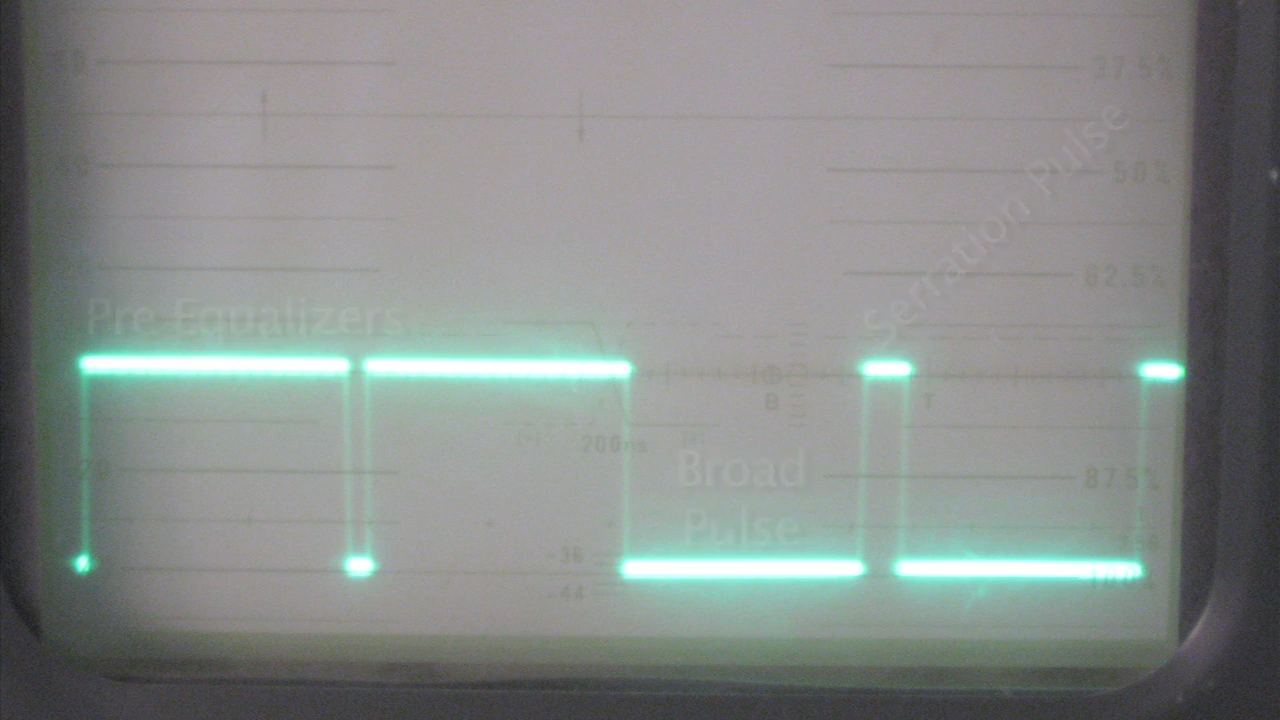 37.5%
50%
Serration Pulse
62.5%
Pre-Equalizers
B
T
200ns
Broad
Pulse
87.5%
-36
-44